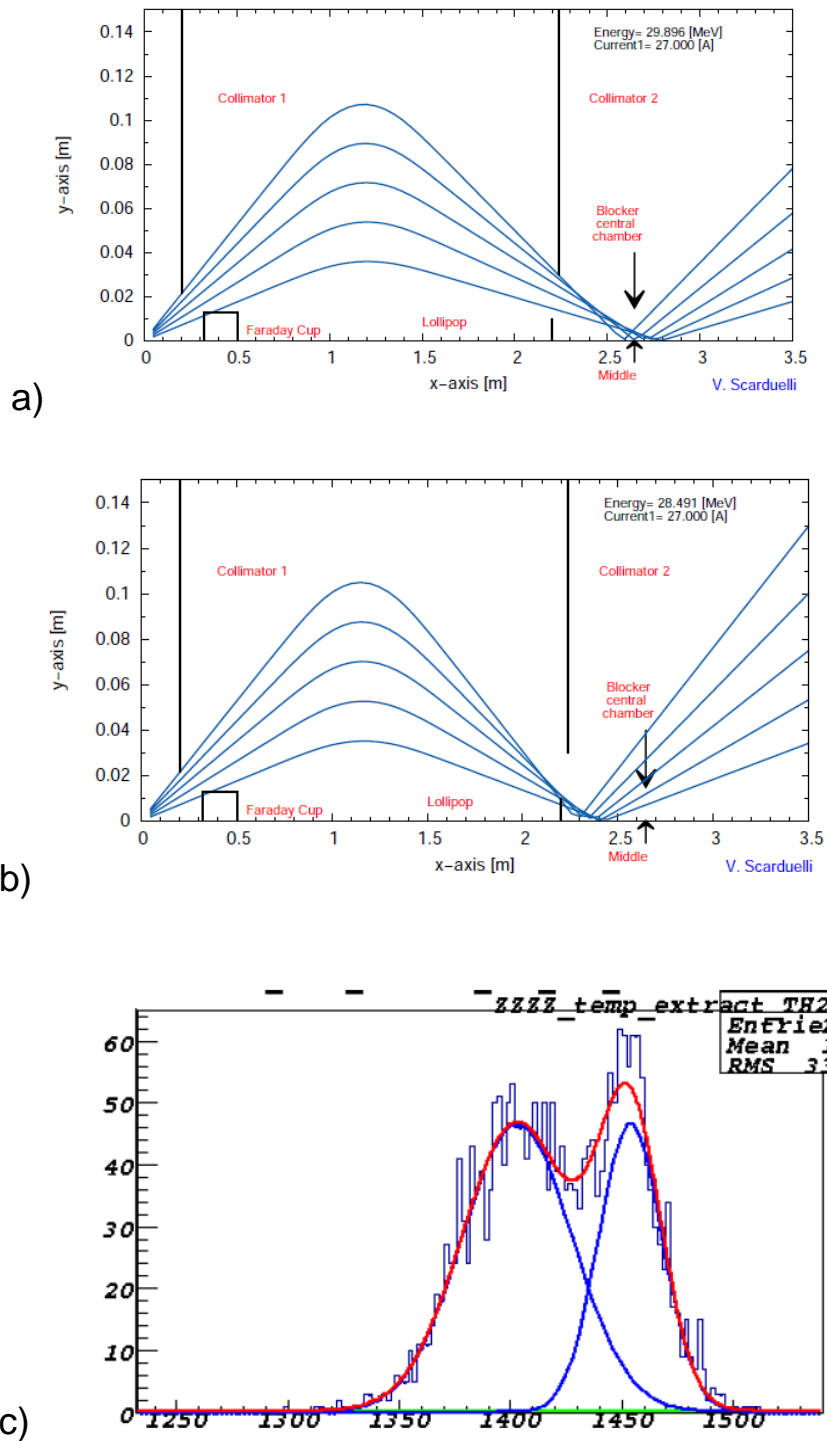 0.14
0.12
0.1
0.08
0.06
0.04
0.02
0
y−axis [m]
Energy= 29.896 [MeV]
Current1= 27.000 [A]
Collimator 1
Collimator 2
Blocker
central
chamber
Faraday Cup
Lollipop
0 0.5 1 1.5 2 2.5 3 3.5
Middle
x−axis [m]
V. Scarduelli
a)
0.14
0.12
0.1
0.08
0.06
0.04
0.02
0
y−axis [m]
Energy= 28.491 [MeV]
Current1= 27.000 [A]
Collimator 1
Collimator 2
Blocker
central
chamber
Faraday Cup
Lollipop
0 0.5 1 1.5 2 2.5 3 3.5
Middle
x−axis [m]
V. Scarduelli
b)
ZZZZ_temp_extract_TH2
Mean
RMS 33
60
50
40
30
20
10
0
1250 1300 1350 1400 1450 1500
c)